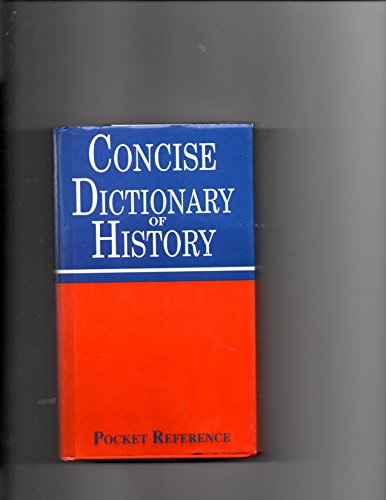 CONCISE
DICTIONARY
OF
HISTORY
POCKET REFERENCE